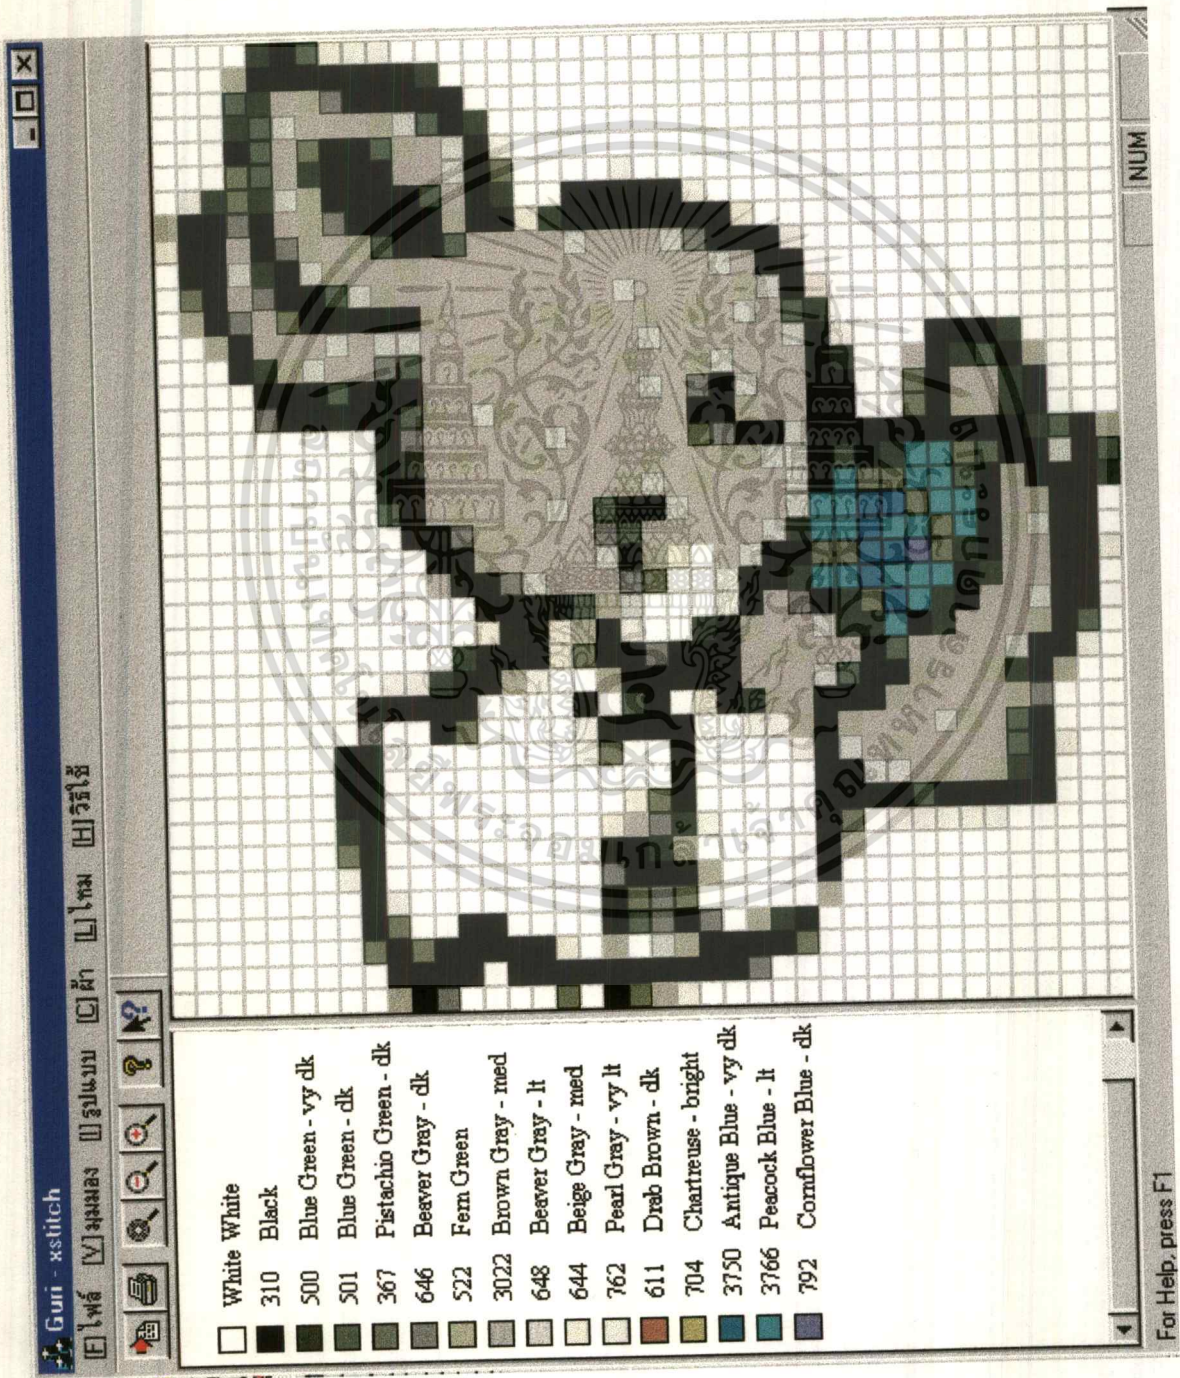 Guri - xstitch
[F] ไฟล์ [V] มุมมอง [I] รูปแบบ [C] ผ้า [L] ไหม [H] วิธีใช้
White White
310 Black
500 Blue Green - vy dk
501 Blue Green - dk
367 Pistachio Green - dk
646 Beaver Gray - dk
522 Fern Green
3022 Brown Gray - med
648 Beaver Gray - lt
644 Beige Gray - med
762 Pearl Gray - vy lt
611 Drab Brown - dk
704 Chartreuse - bright
3750 Antique Blue - vy dk
3766 Peacock Blue - lt
792 Cornflower Blue - dk
For Help, press F1
NUM